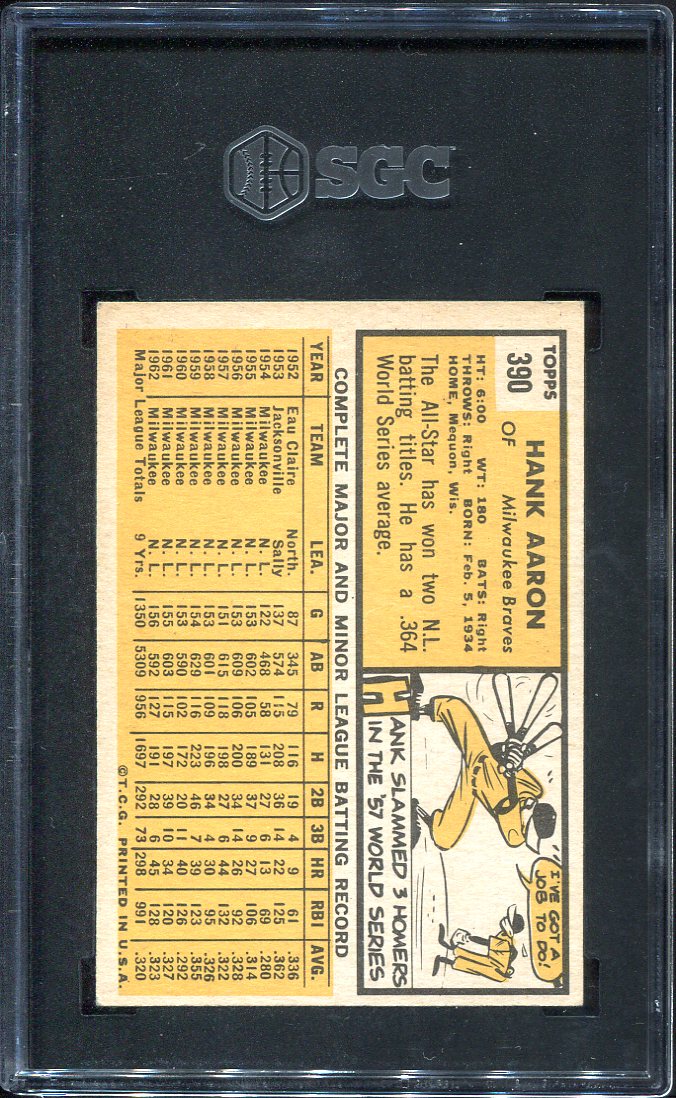 SGC
TOPPS
390
HANK AARON
OF Milwaukee Braves
HT: 6:00 WT: 180 BATS: Right
THROWS: Right BORN: Feb. 5, 1934
HOME, Mequon, Wis.
The All-Star has won two N.L.
batting titles. He has a .364
World Series average.
I'VE GOT A
JOB TO DO!
HANK SLAMMED 3 HOMERS
IN THE '57 WORLD SERIES
COMPLETE MAJOR AND MINOR LEAGUE BATTING RECORD
YEAR TEAM LEA. G AB R H 2B 3B HR RBI AVG.
1952 Eau Claire North. 87 345 79 116 19 4 9 61 .336
1953 Jacksonville Sally 137 574 115 208 36 14 22 125 .362
1954 Milwaukee N. L. 122 468 58 131 27 6 13 69 .280
1955 Milwaukee N. L. 153 602 105 189 37 9 27 106 .314
1956 Milwaukee N. L. 153 609 106 200 34 14 26 92 .328
1957 Milwaukee N. L. 151 615 118 198 27 6 44 132 .322
1958 Milwaukee N. L. 153 601 109 196 34 4 30 95 .326
1959 Milwaukee N. L. 154 629 116 223 46 7 39 123 .355
1960 Milwaukee N. L. 153 590 102 172 20 11 40 126 .292
1961 Milwaukee N. L. 155 603 115 197 39 10 34 120 .327
1962 Milwaukee N. L. 156 592 127 191 28 6 45 128 .323
Major League Totals 9 Yrs. 1350 5309 956 1697 292 73 298 991 .320
©T.C.G. PRINTED IN U.S.A.